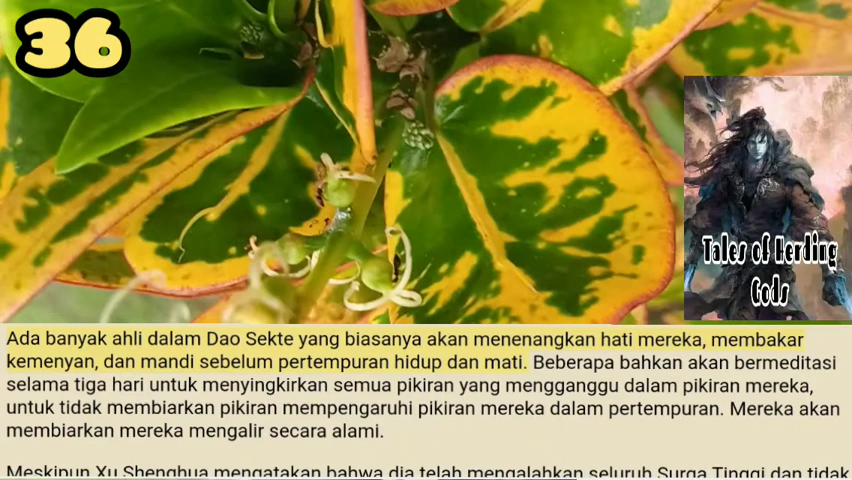 36
Tales of Herding
Gods
Ada banyak ahli dalam Dao Sekte yang biasanya akan menenangkan hati mereka, membakar
kemenyan, dan mandi sebelum pertempuran hidup dan mati. Beberapa bahkan akan bermeditasi
selama tiga hari untuk menyingkirkan semua pikiran yang mengganggu dalam pikiran mereka,
untuk tidak membiarkan pikiran mempengaruhi pikiran mereka dalam pertempuran. Mereka akan
membiarkan mereka mengalir secara alami.
Meskipun Xu Shenghua mengatakan bahwa dia telah mengalahkan seluruh Surga Tinggi dan tidak